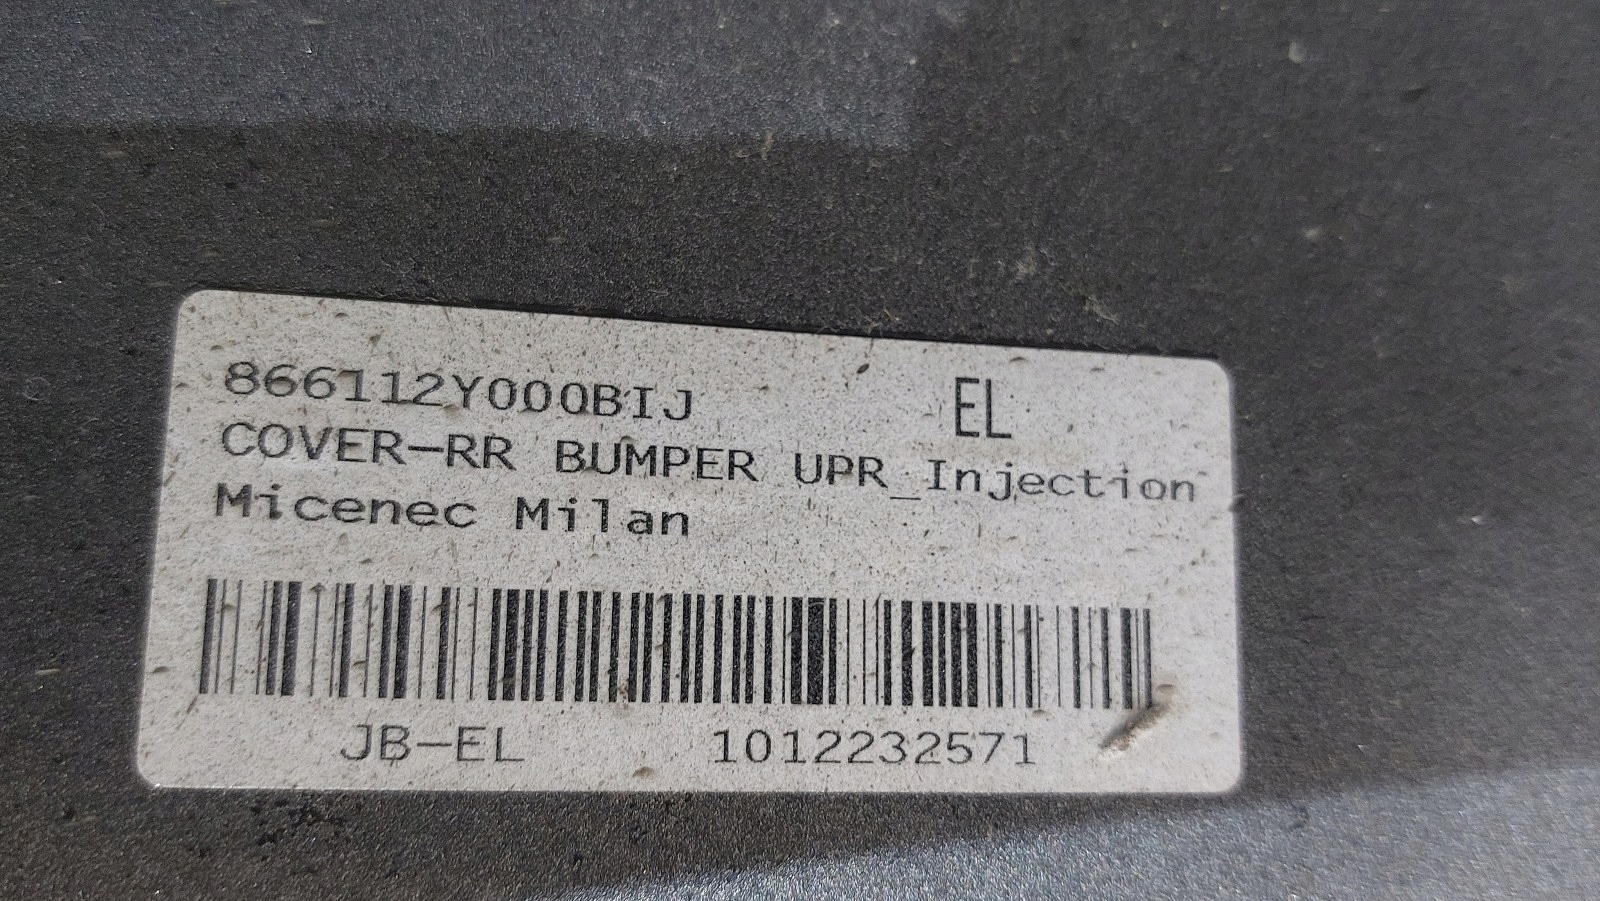 866112Y000BIJ EL
COVER-RR BUMPER UPR_Injection
Micenec Milan
JB-EL 1012232571